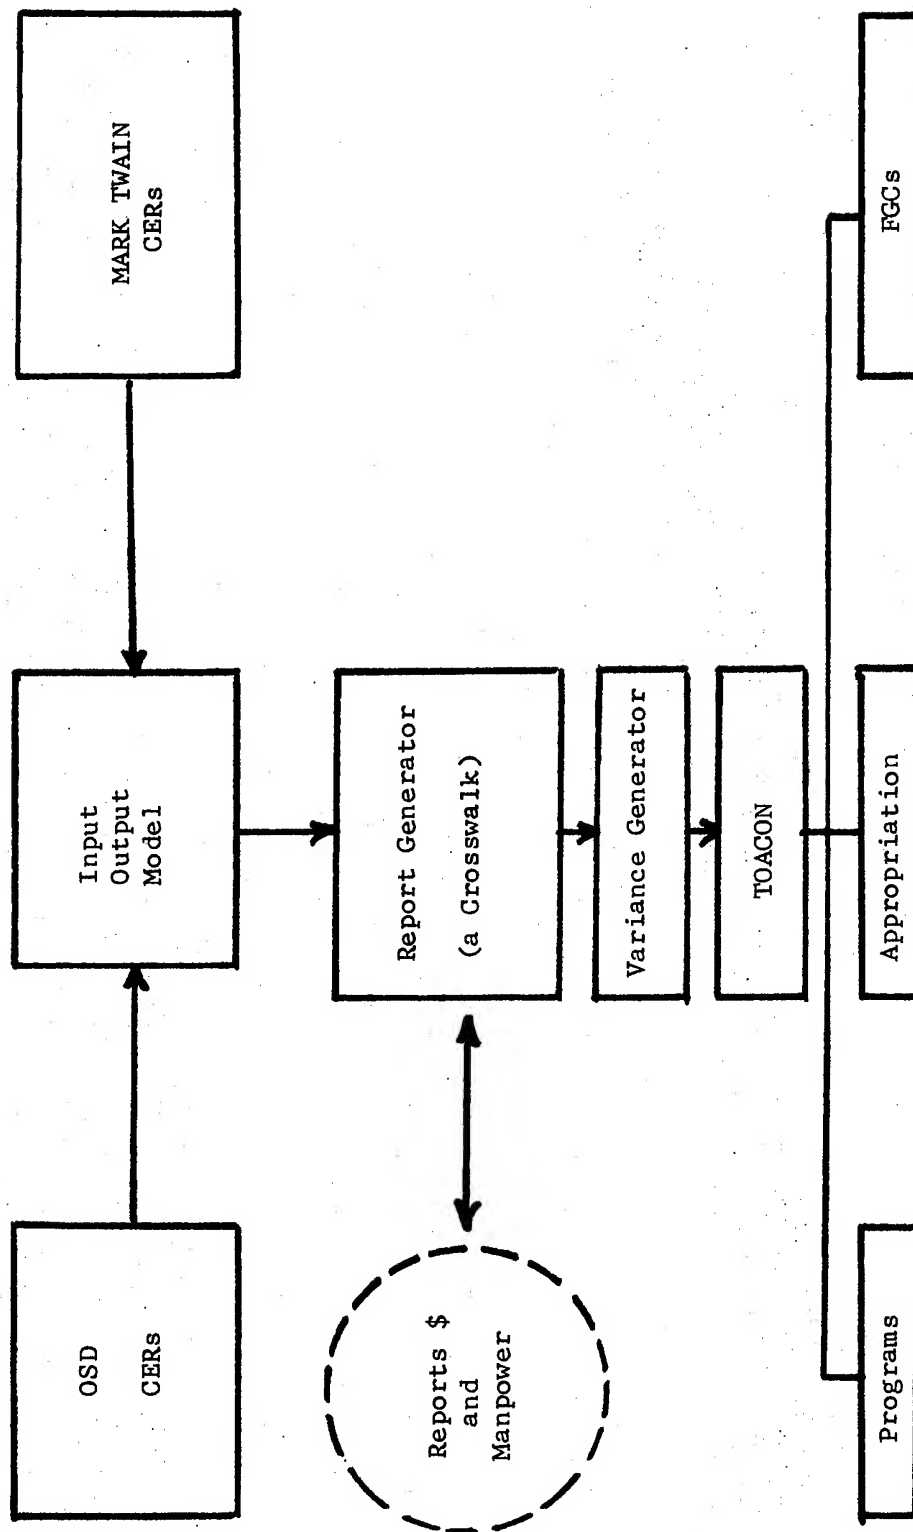 OSD
CERs
Input
Output
Model
MARK TWAIN
CERs
Reports $
and
Manpower
Report Generator
(a Crosswalk)
Variance Generator
TOACON
Programs
Appropriation
FGCs